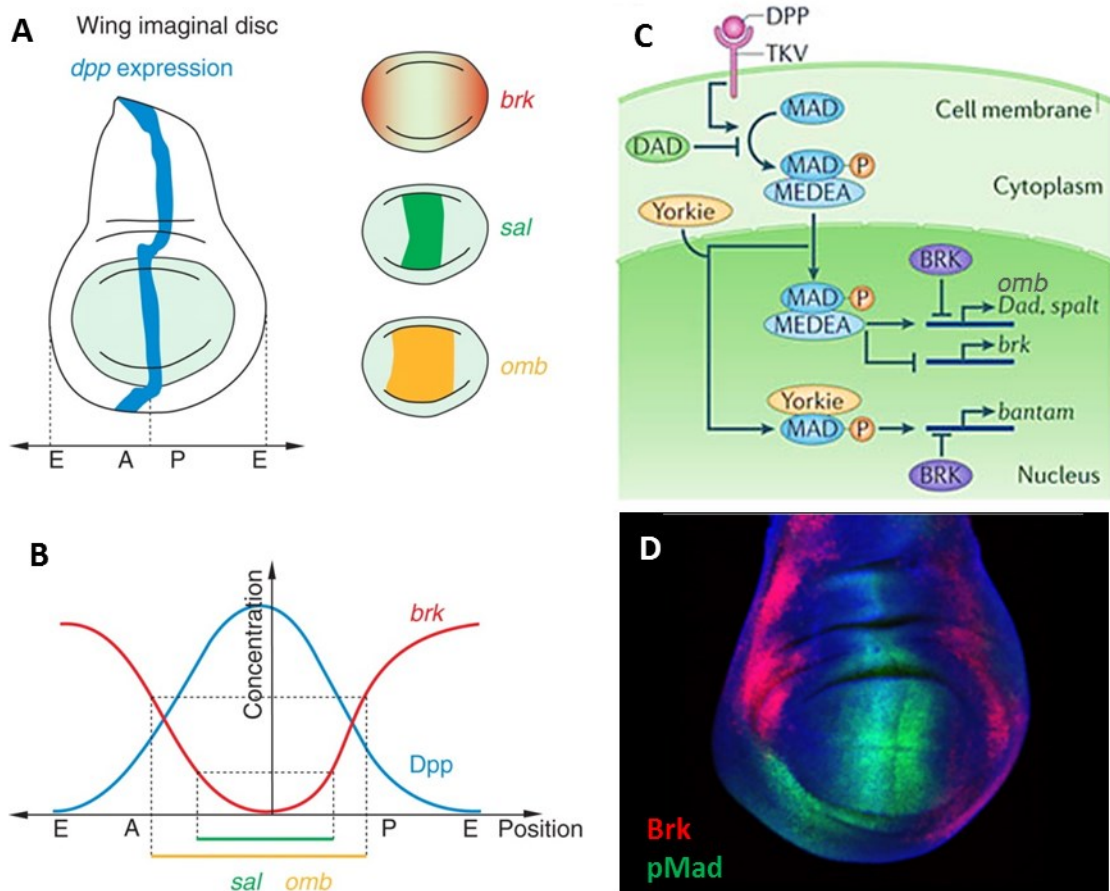 A
Wing imaginal disc
dpp expression
brk
sal
omb
E A P E
B
Concentration
brk
Dpp
E A P E Position
sal omb
C
DPP
TKV
MAD
Cell membrane
DAD
MAD P
MEDEA
Cytoplasm
Yorkie
BRK
omb
MAD P
Dad, spalt
MEDEA
brk
Yorkie
bantam
MAD P
BRK
Nucleus
D
Brk
pMad